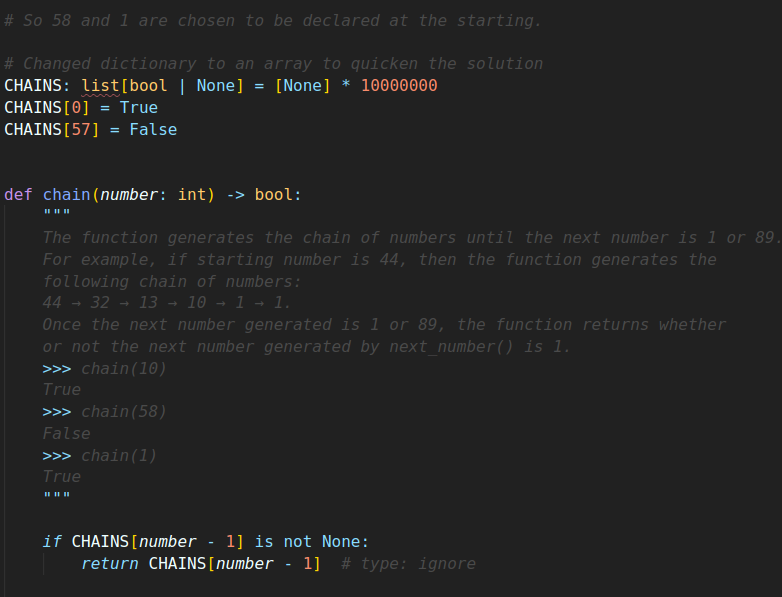 # So 58 and 1 are chosen to be declared at the starting.
# Changed dictionary to an array to quicken the solution
CHAINS: list[bool | None] = [None] * 10000000
CHAINS[0] = True
CHAINS[57] = False
def chain(number: int) -> bool:
"""
The function generates the chain of numbers until the next number is 1 or 89.
For example, if starting number is 44, then the function generates the
following chain of numbers:
44 → 32 → 13 → 10 → 1 → 1.
Once the next number generated is 1 or 89, the function returns whether
or not the next number generated by next_number() is 1.
>>> chain(10)
True
>>> chain(58)
False
>>> chain(1)
True
"""
if CHAINS[number - 1] is not None:
return CHAINS[number - 1]  # type: ignore